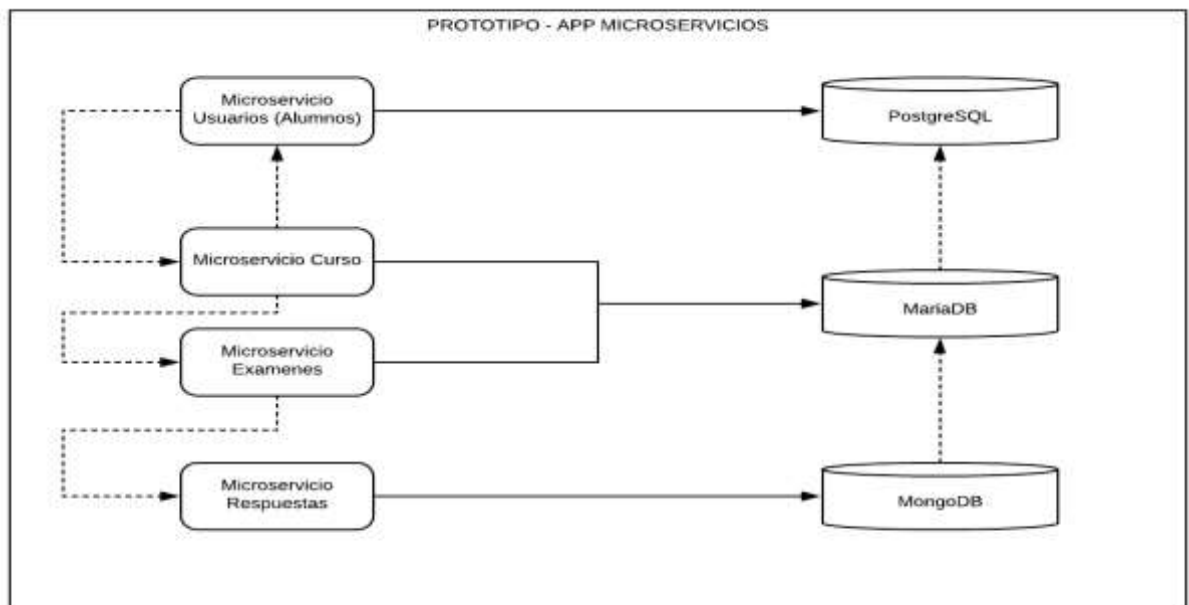 PROTOTIPO - APP MICROSERVICIOS
Microservicio
Usuarios (Alumnos)
PostgreSQL
Microservicio Curso
MariaDB
Microservicio
Examenes
Microservicio
Respuestas
MongoDB